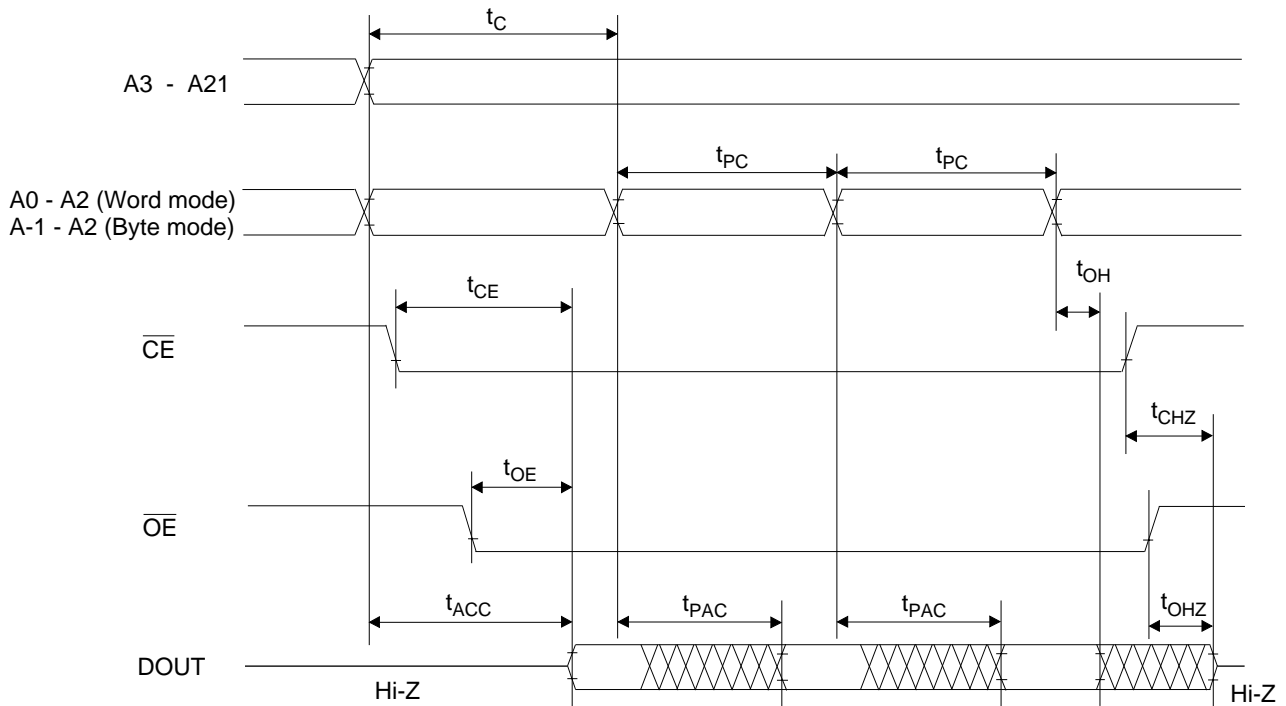 tC
A3 - A21
tPC tPC
A0 - A2 (Word mode)
A-1 - A2 (Byte mode)
tOH
tCE
CE
tCHZ
tOE
OE
tACC tPAC tPAC tOHZ
DOUT
Hi-Z Hi-Z